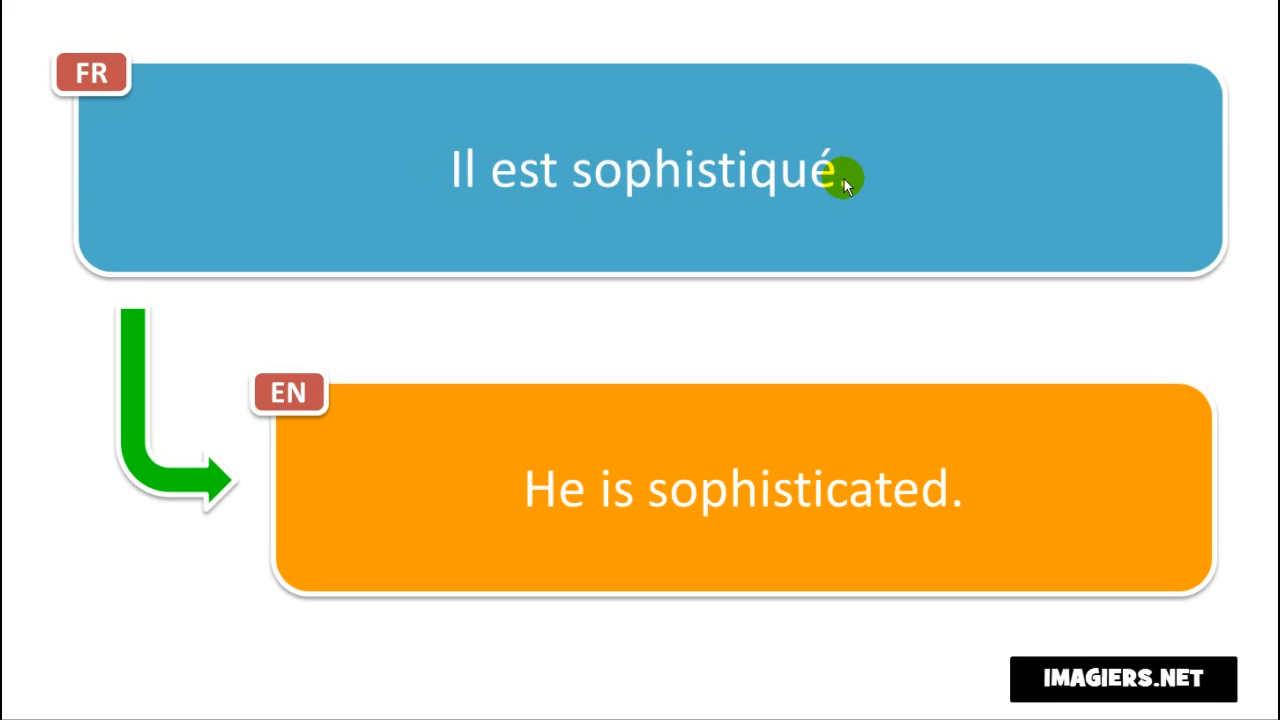 FR
Il est sophistiqué.
EN
He is sophisticated.
IMAGIERS.NET